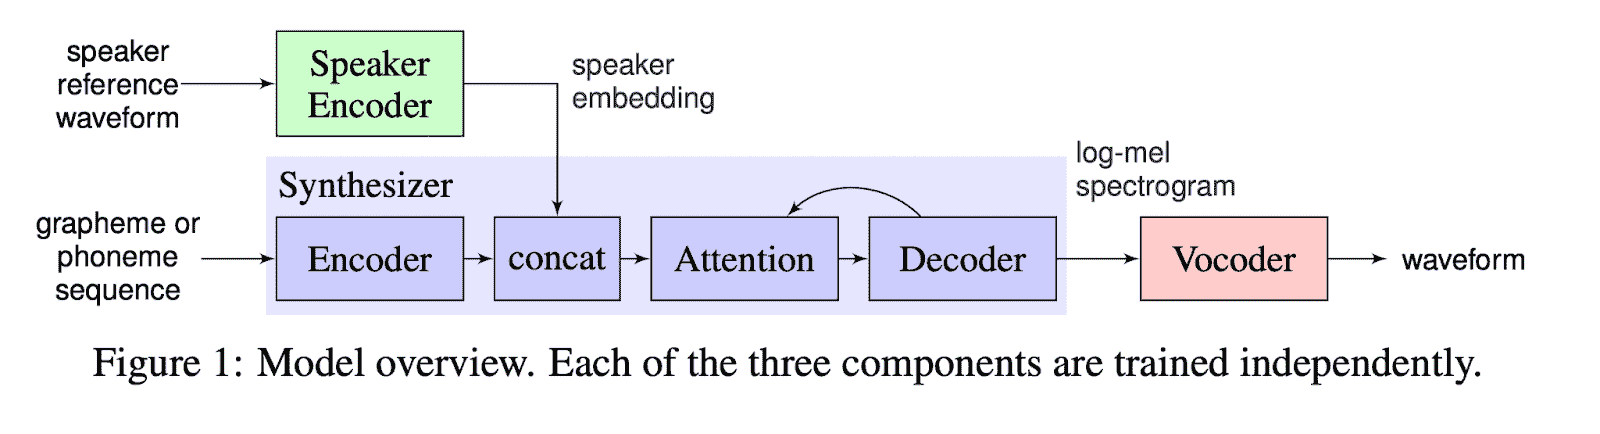 speaker
reference
waveform
Speaker
Encoder
speaker
embedding
Synthesizer
log-mel
spectrogram
grapheme or
phoneme
sequence
Encoder
concat
Attention
Decoder
Vocoder
waveform
Figure 1: Model overview. Each of the three components are trained independently.